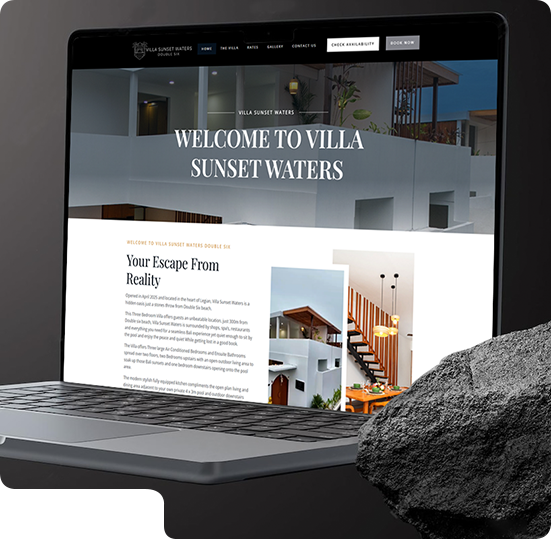 VILLA SUNSET WATERS
DOUBLE SIX
HOME
THE VILLA
RATES
GALLERY
CONTACT US
CHECK AVAILABILITY
BOOK NOW
VILLA SUNSET WATERS
WELCOME TO VILLA
SUNSET WATERS
WELCOME TO VILLA SUNSET WATERS DOUBLE SIX
Your Escape From
Reality
Opened in April 2025 and located in the heart of Legian, Villa Sunset Waters is a
hidden oasis just a stones throw from Double Six beach.
This Three Bedroom Villa offers guests an unbeatable location. Just 300m from
Double Six beach, Villa Sunset Waters is surrounded by shops, spa's, restaurants
and everything you need for a seamless Bali experience yet quiet enough to sit by
the pool and enjoy the peace and quiet while getting lost in a good book.
The Villa offers Three large Air Conditioned Bedrooms and Ensuite Bathrooms
spread over two floors, two Bedrooms upstairs with an open outdoor living area to
soak up those Bali sunsets and one bedroom downstairs opening onto the pool
area.
The modern stylish fully equipped kitchen compliments the open plan living and
dining area adjacent to your own private 4 x 3m pool and outdoor downstairs